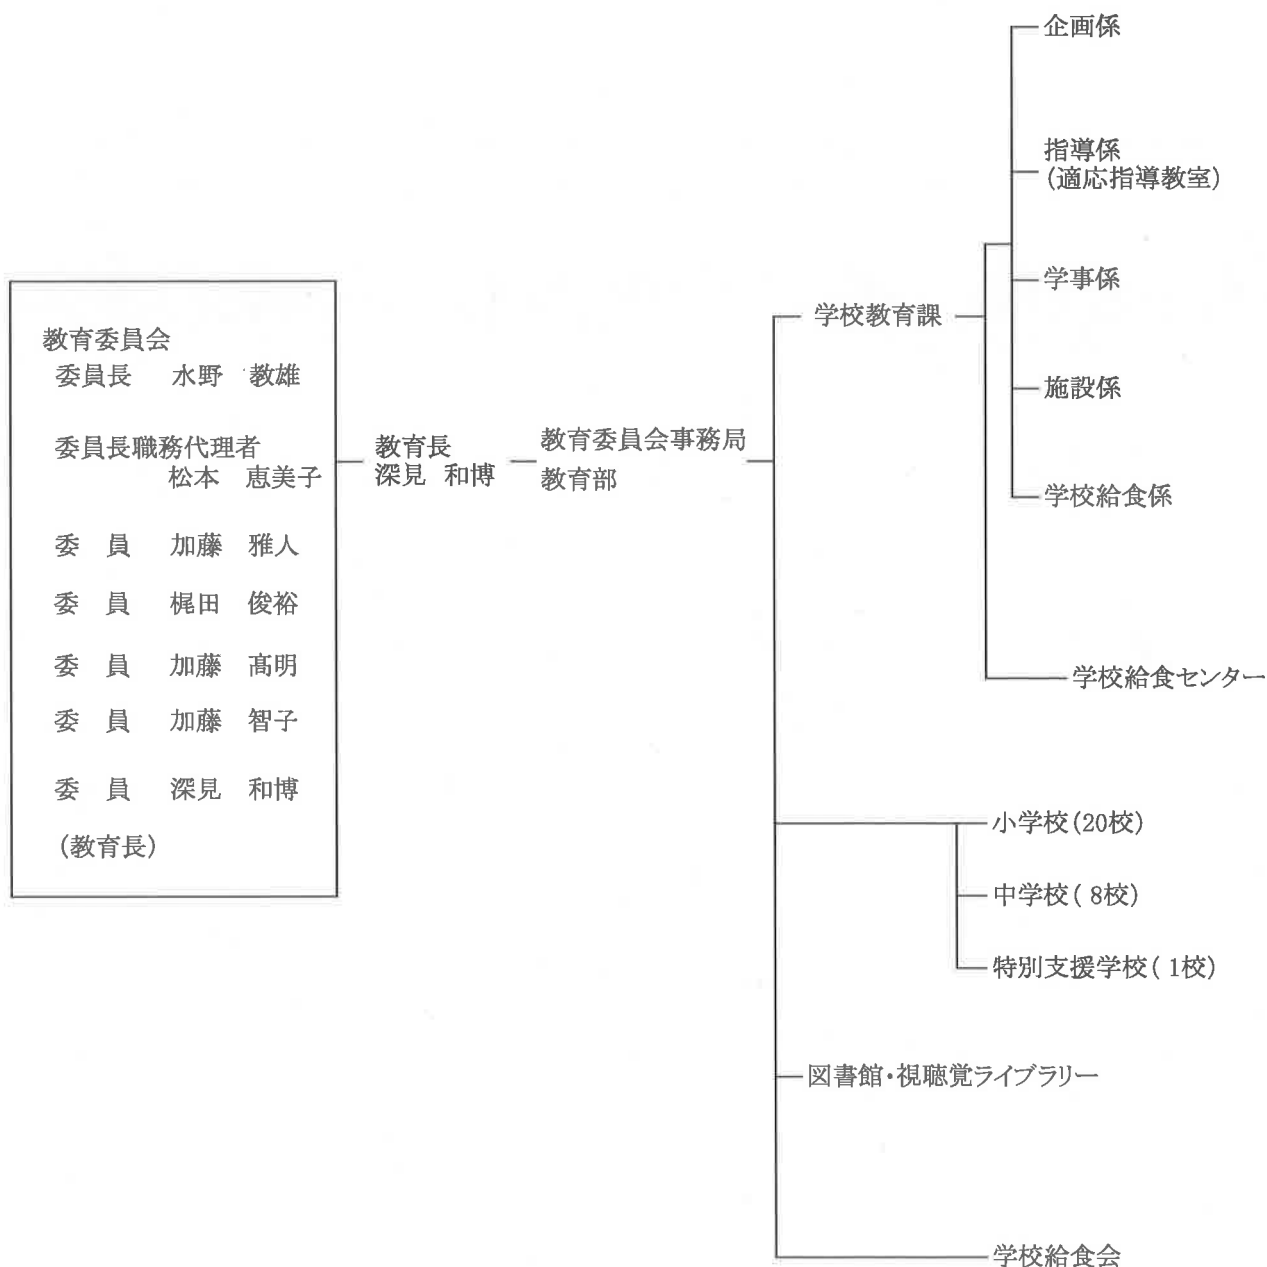 教育委員会
委員長 水野 教雄
委員長職務代理者
松本 恵美子
委 員 加藤 雅人
委 員 梶田 俊裕
委 員 加藤 髙明
委 員 加藤 智子
委 員 深見 和博
(教育長)
教育長
深見 和博
教育委員会事務局
教育部
学校教育課
企画係
指導係
(適応指導教室)
学事係
施設係
学校給食係
学校給食センター
小学校(20校)
中学校( 8校)
特別支援学校( 1校)
図書館・視聴覚ライブラリー
学校給食会